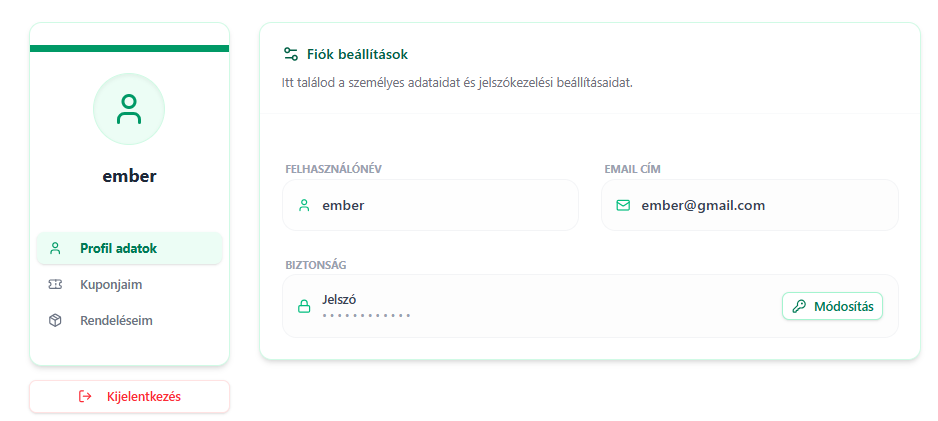 ember
Profil adatok
Kuponjaim
Rendeléseim
Kijelentkezés
Fiók beállítások
Itt találod a személyes adataidat és jelszókezelési beállításaidat.
FELHASZNÁLÓNÉV
ember
EMAIL CÍM
ember@gmail.com
BIZTONSÁG
Jelszó
••••••••••••
Módosítás